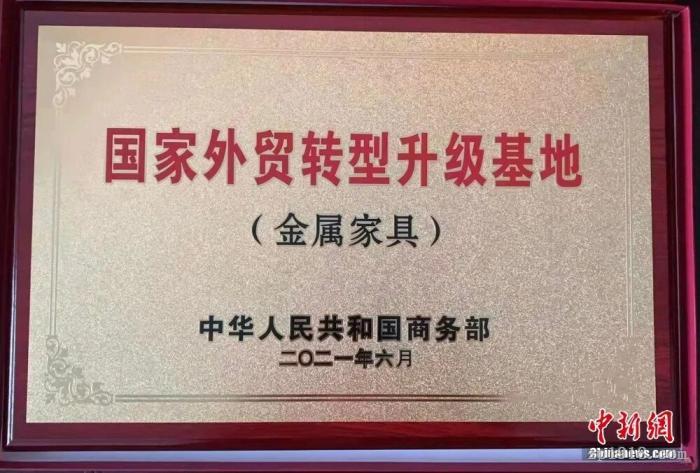 国家外贸转型升级基地
（金属家具）
中华人民共和国商务部
二〇二一年六月
中新網